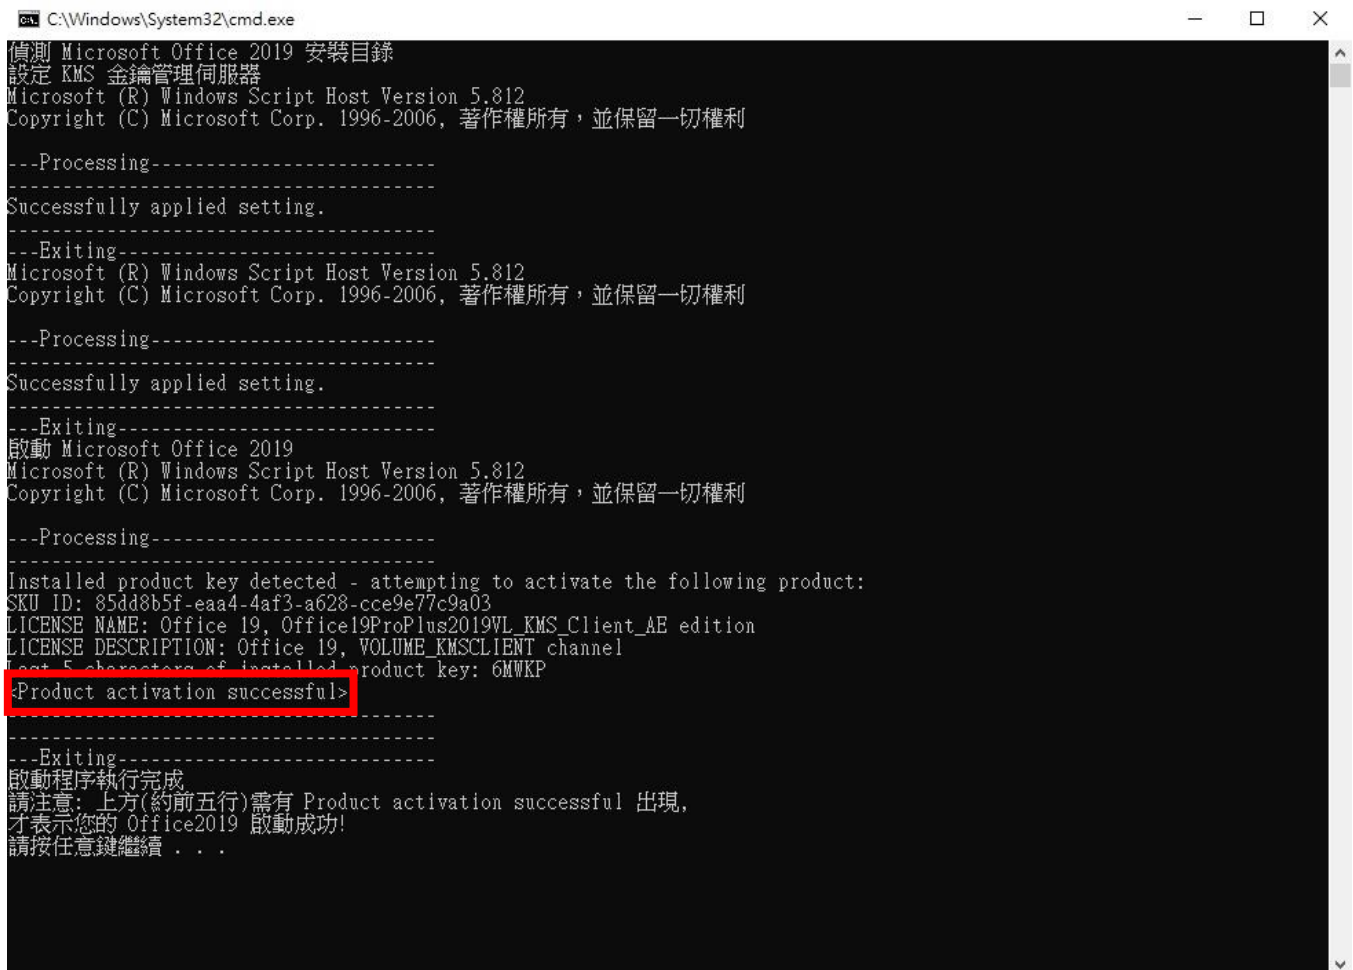 C:\Windows\System32\cmd.exe
偵測 Microsoft Office 2019 安裝目錄
設定 KMS 金鑰管理伺服器
Microsoft (R) Windows Script Host Version 5.812
Copyright (C) Microsoft Corp. 1996-2006, 著作權所有，並保留一切權利
---Processing--------------------------
---------------------------------------
Successfully applied setting.
---------------------------------------
---Exiting-----------------------------
Microsoft (R) Windows Script Host Version 5.812
Copyright (C) Microsoft Corp. 1996-2006, 著作權所有，並保留一切權利
---Processing--------------------------
---------------------------------------
Successfully applied setting.
---------------------------------------
---Exiting-----------------------------
啟動 Microsoft Office 2019
Microsoft (R) Windows Script Host Version 5.812
Copyright (C) Microsoft Corp. 1996-2006, 著作權所有，並保留一切權利
---Processing--------------------------
---------------------------------------
Installed product key detected - attempting to activate the following product:
SKU ID: 85dd8b5f-eaa4-4af3-a628-cce9e77c9a03
LICENSE NAME: Office 19, Office19ProPlus2019VL_KMS_Client_AE edition
LICENSE DESCRIPTION: Office 19, VOLUME_KMSCLIENT channel
Last 5 characters of installed product key: 6MWKP
<Product activation successful>
---------------------------------------
---------------------------------------
---Exiting-----------------------------
啟動程序執行完成
請注意: 上方(約前五行)需有 Product activation successful 出現,
才表示您的 Office2019 啟動成功!
請按任意鍵繼續 . . .